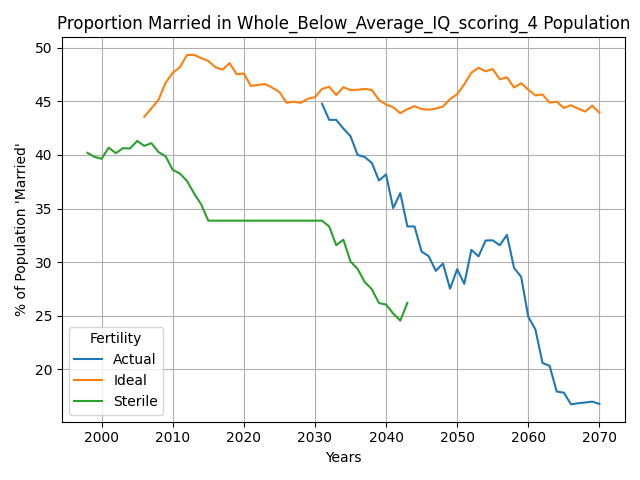 Proportion Married in Whole_Below_Average_IQ_scoring_4 Population
% of Population 'Married'
50
45
40
35
30
25
20
Fertility
Actual
Ideal
Sterile
2000 2010 2020 2030 2040 2050 2060 2070
Years